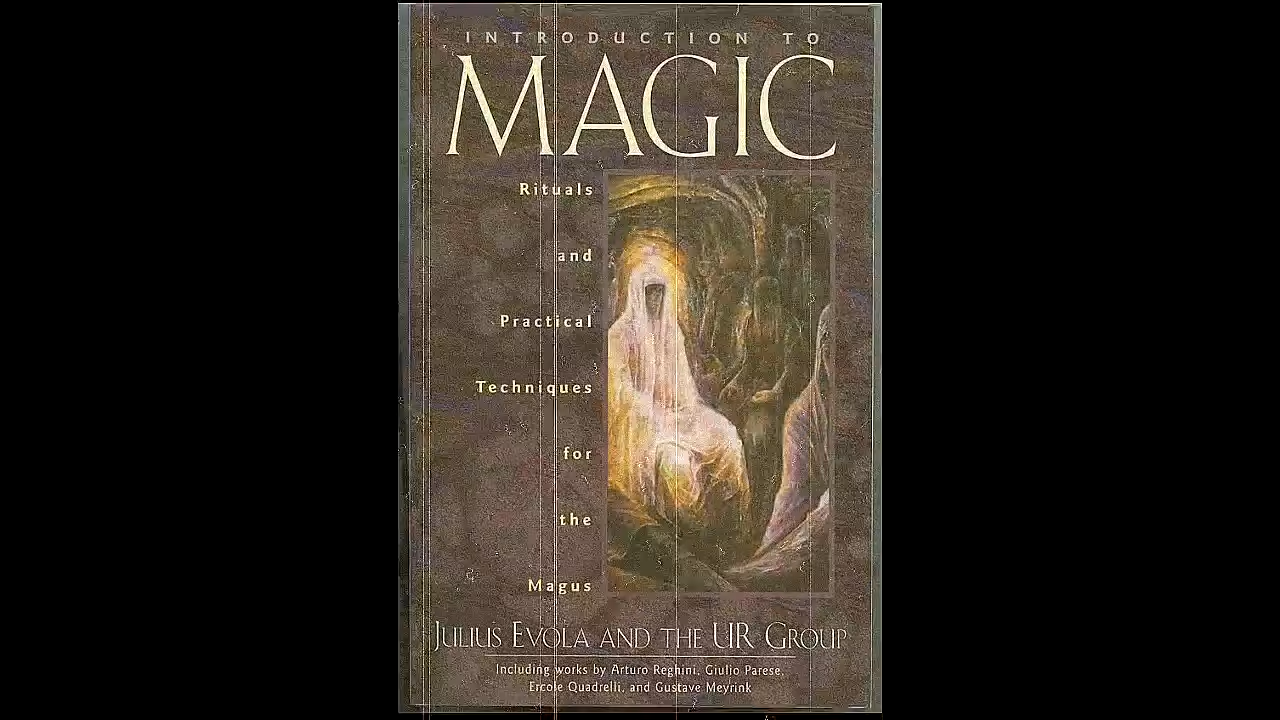 INTRODUCTION TO
MAGIC
Rituals
and
Practical
Techniques
for
the
Magus
JULIUS EVOLA AND THE UR GROUP
Including works by Arturo Reghini, Giulio Parese,
Ercole Quadrelli, and Gustave Meyrink